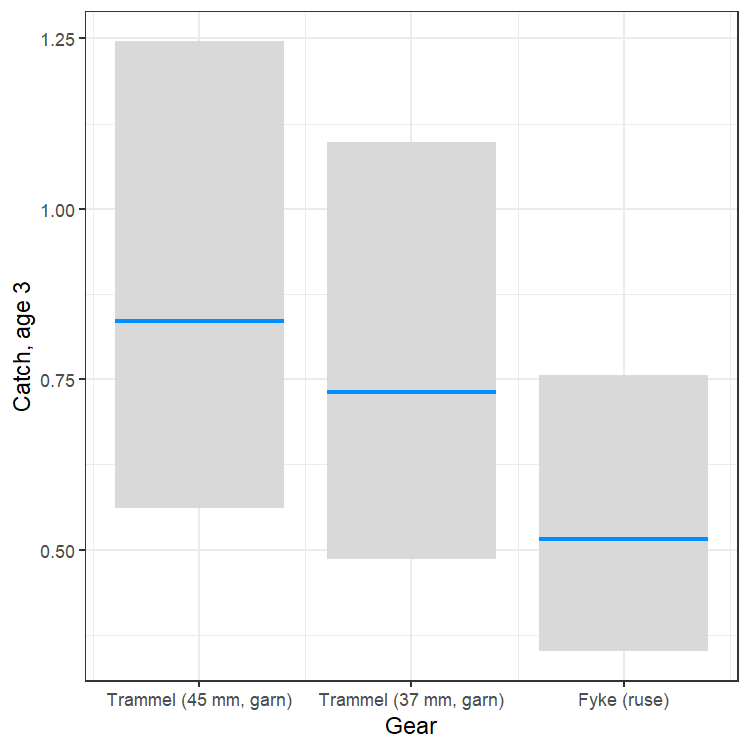 1.25
1.00
0.75
0.50
Catch, age 3
Trammel (45 mm, garn) Trammel (37 mm, garn) Fyke (ruse)
Gear